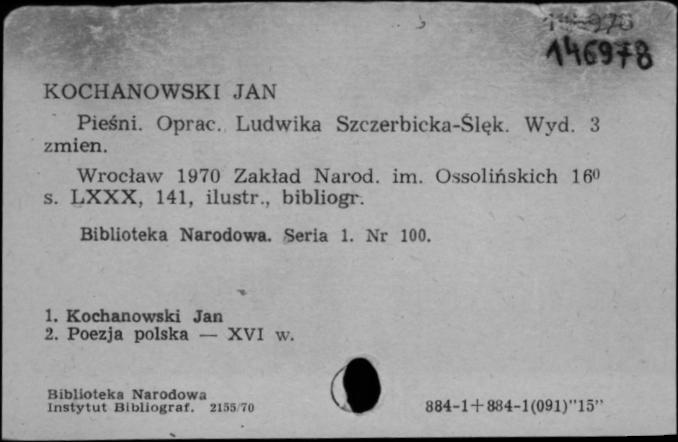 146978
KOCHANOWSKI JAN
Pieśni. Oprac. Ludwika Szczerbicka-Ślęk. Wyd. 3
zmien.
Wrocław 1970 Zakład Narod. im. Ossolińskich 16⁰
s. LXXX, 141, ilustr., bibliogr.
Biblioteka Narodowa. Seria 1. Nr 100.
1. Kochanowski Jan
2. Poezja polska — XVI w.
Biblioteka Narodowa
Instytut Bibliograf. 2155/70
884-1+884-1(091)"15"